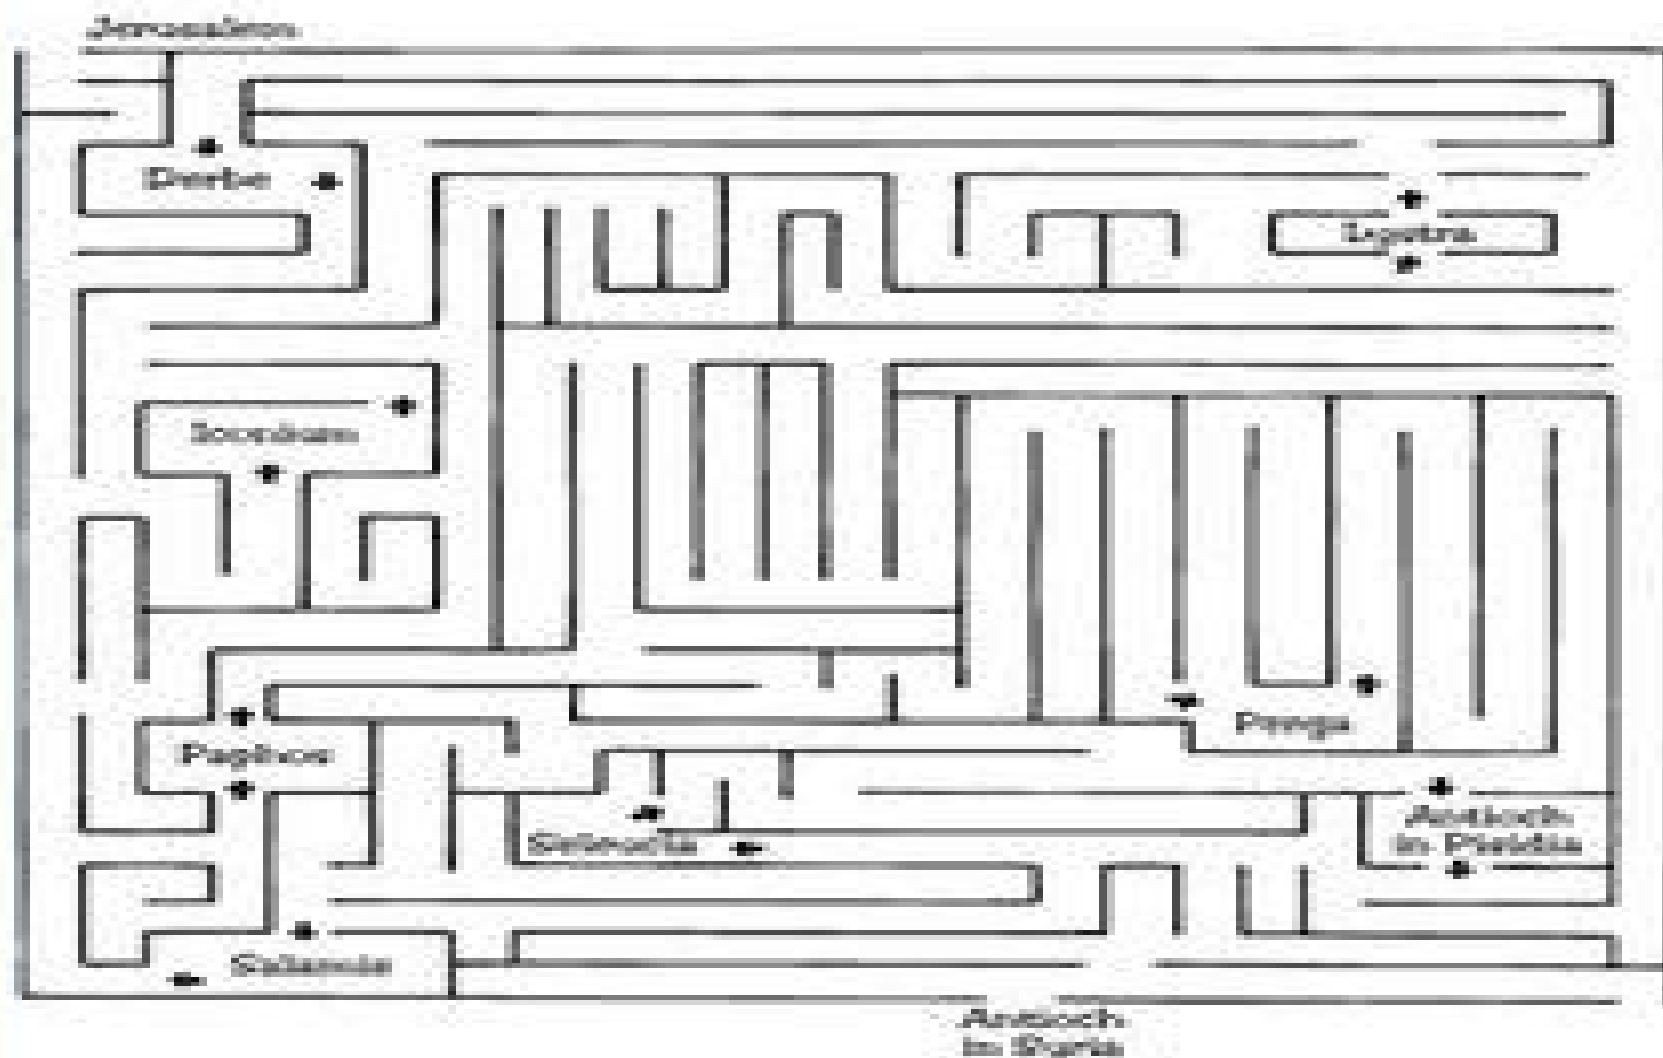 Jerusalem
Derbe
Lystra
Iconium
Perga
Paphos
Antioch
in Pisidia
Seleucia
Salamis
Antioch
in Syria